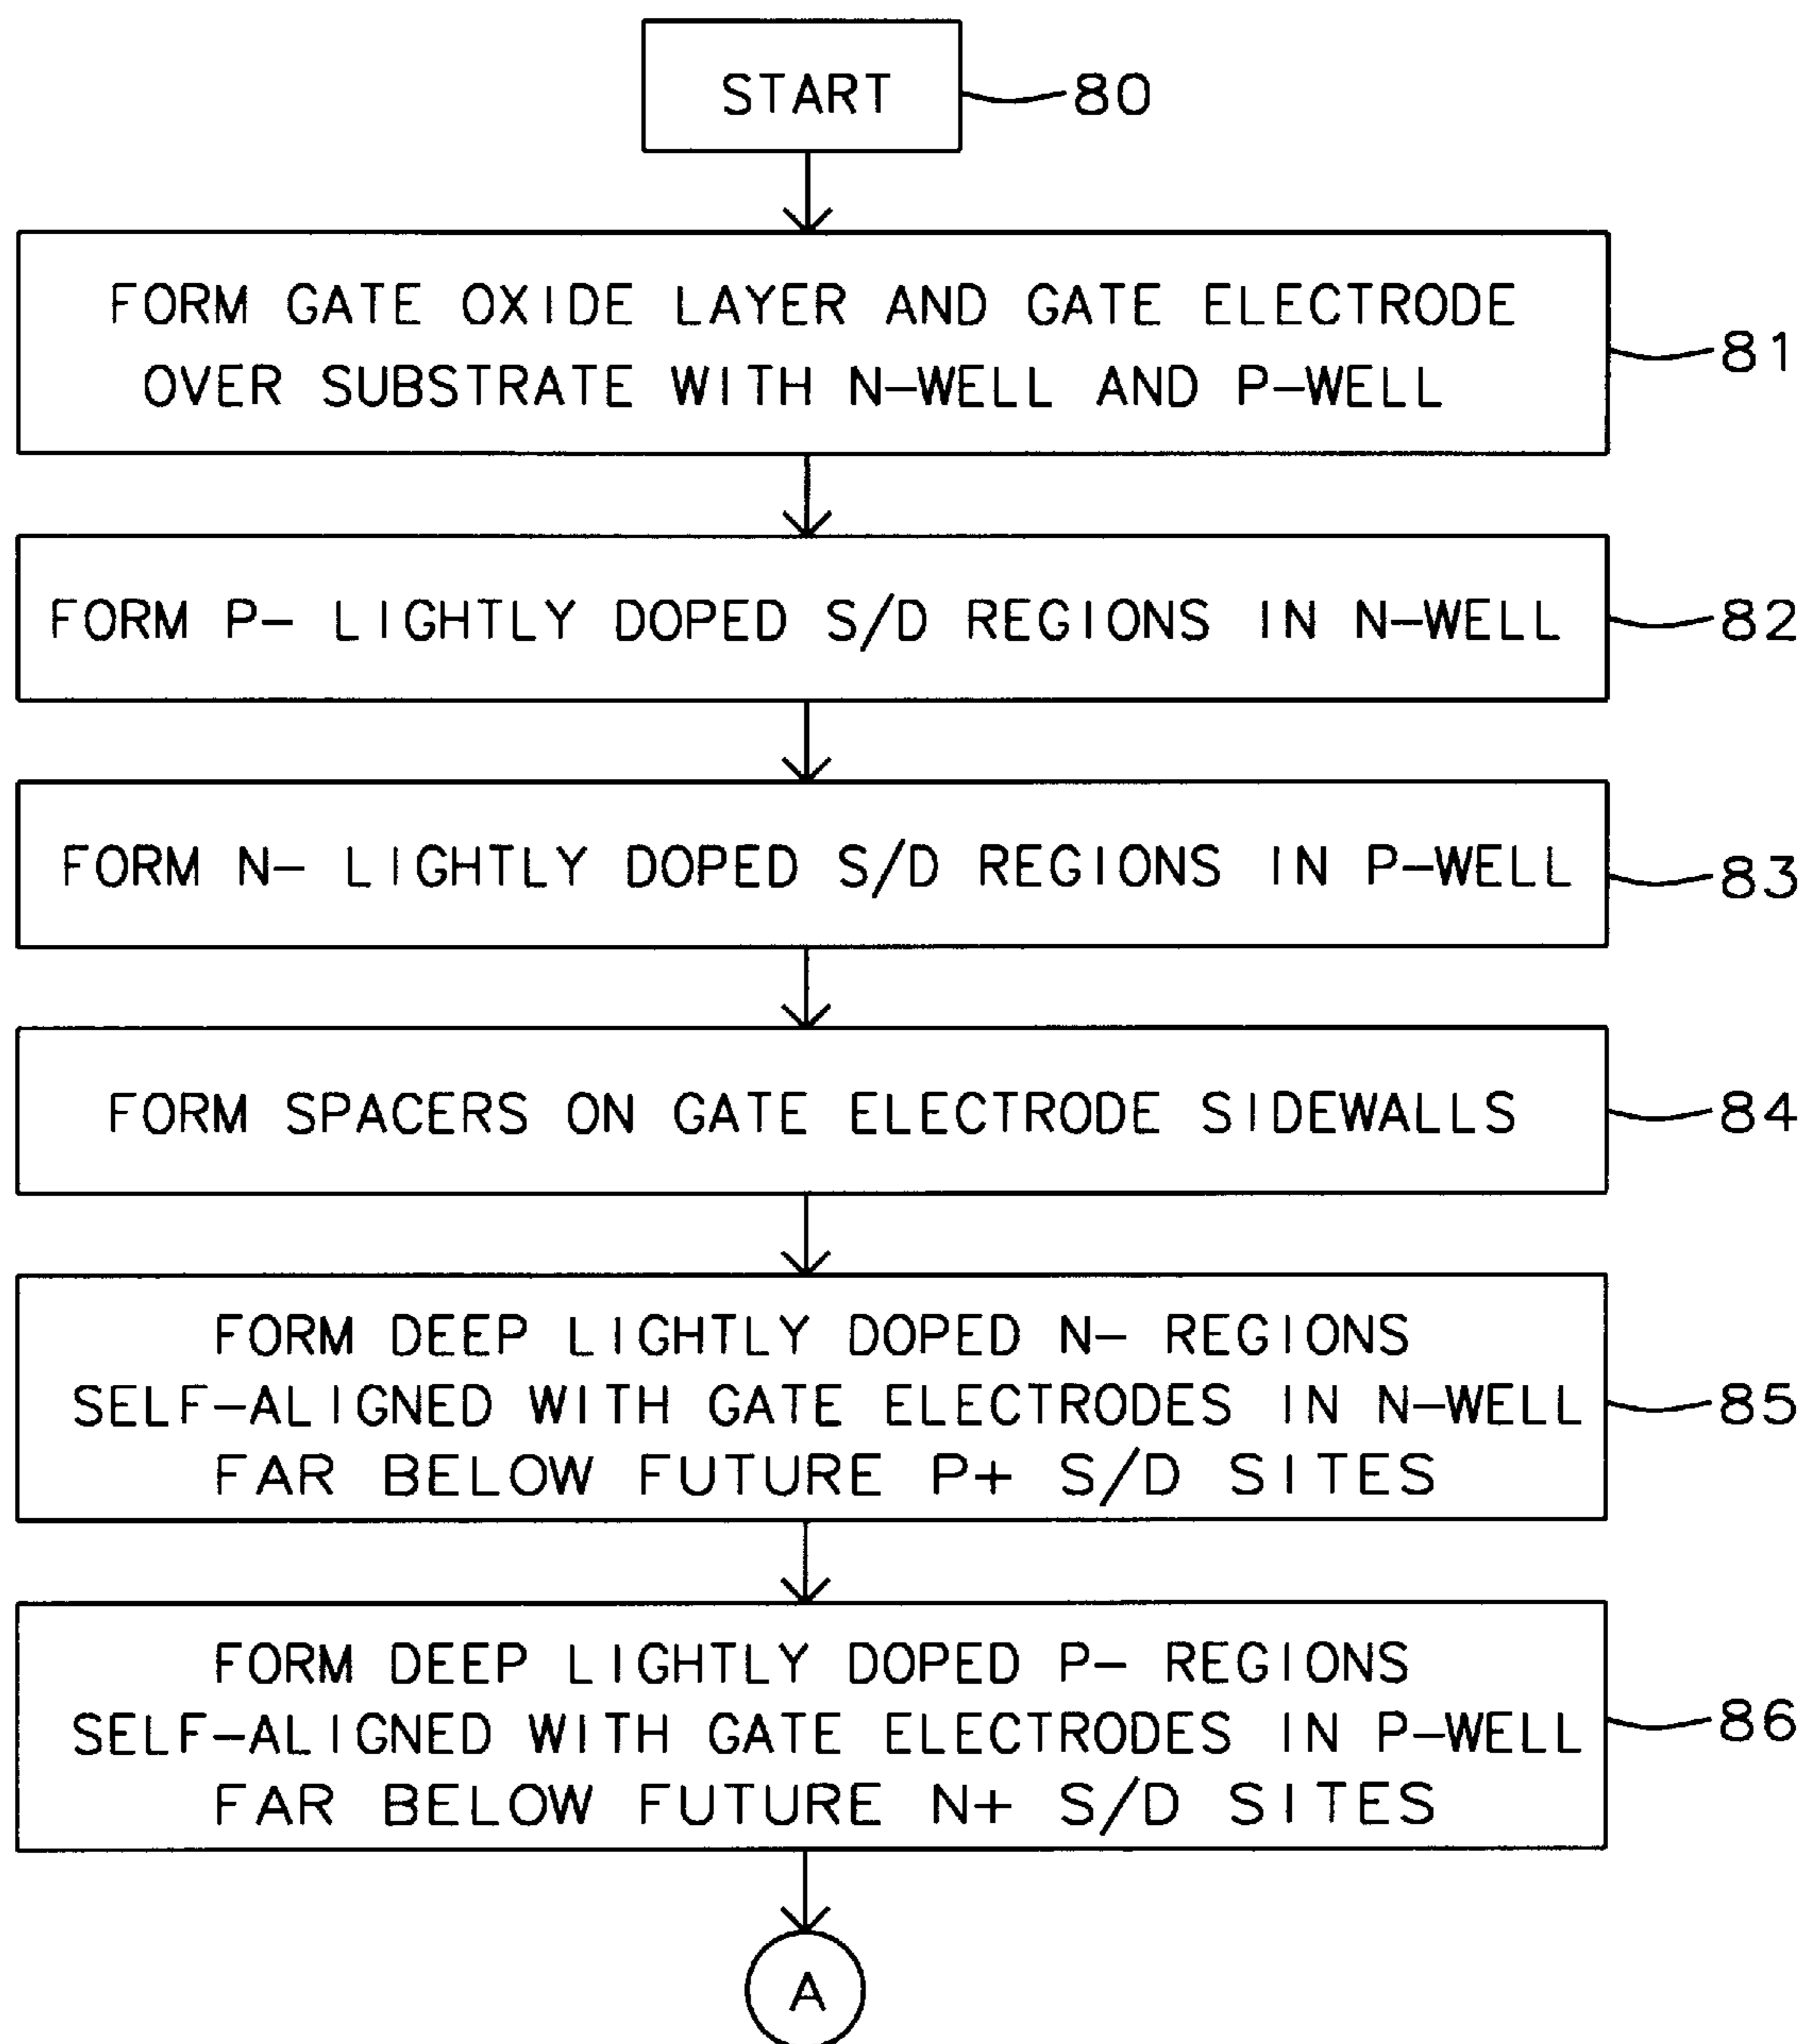 START
80
FORM GATE OXIDE LAYER AND GATE ELECTRODE
OVER SUBSTRATE WITH N-WELL AND P-WELL
81
FORM P- LIGHTLY DOPED S/D REGIONS IN N-WELL
82
FORM N- LIGHTLY DOPED S/D REGIONS IN P-WELL
83
FORM SPACERS ON GATE ELECTRODE SIDEWALLS
84
FORM DEEP LIGHTLY DOPED N- REGIONS
SELF-ALIGNED WITH GATE ELECTRODES IN N-WELL
FAR BELOW FUTURE P+ S/D SITES
85
FORM DEEP LIGHTLY DOPED P- REGIONS
SELF-ALIGNED WITH GATE ELECTRODES IN P-WELL
FAR BELOW FUTURE N+ S/D SITES
86
A